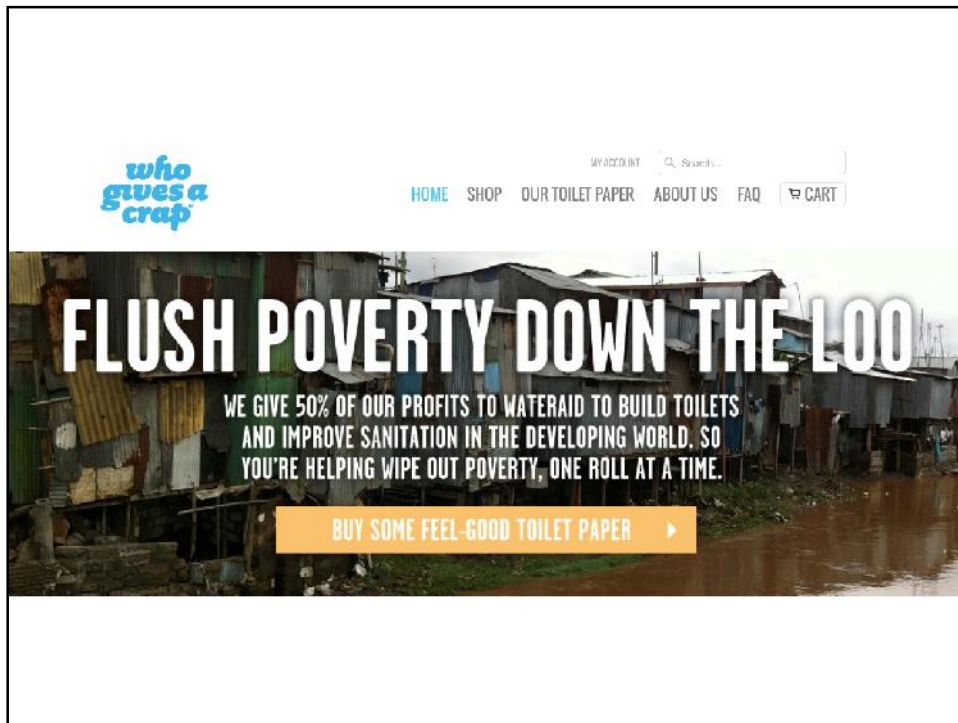 who
gives a
crap
MY ACCOUNT Search...
HOME SHOP OUR TOILET PAPER ABOUT US FAQ CART
FLUSH POVERTY DOWN THE LOO
WE GIVE 50% OF OUR PROFITS TO WATERAID TO BUILD TOILETS
AND IMPROVE SANITATION IN THE DEVELOPING WORLD. SO
YOU'RE HELPING WIPE OUT POVERTY, ONE ROLL AT A TIME.
BUY SOME FEEL-GOOD TOILET PAPER